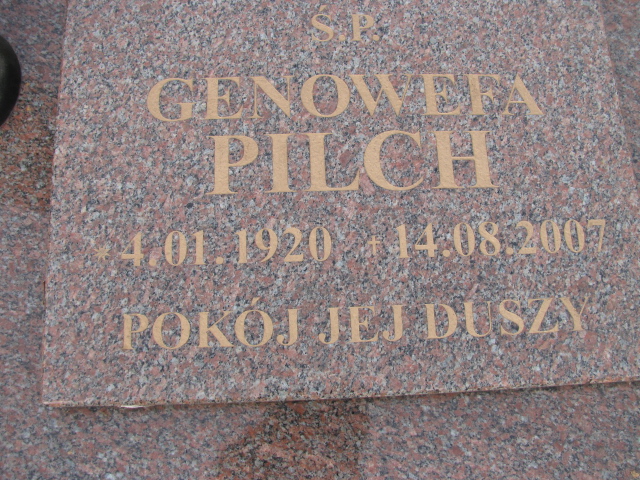 Ś.P.
GENOWEFA
PILCH
* 4.01.1920 † 14.08.2007
POKÓJ JEJ DUSZY